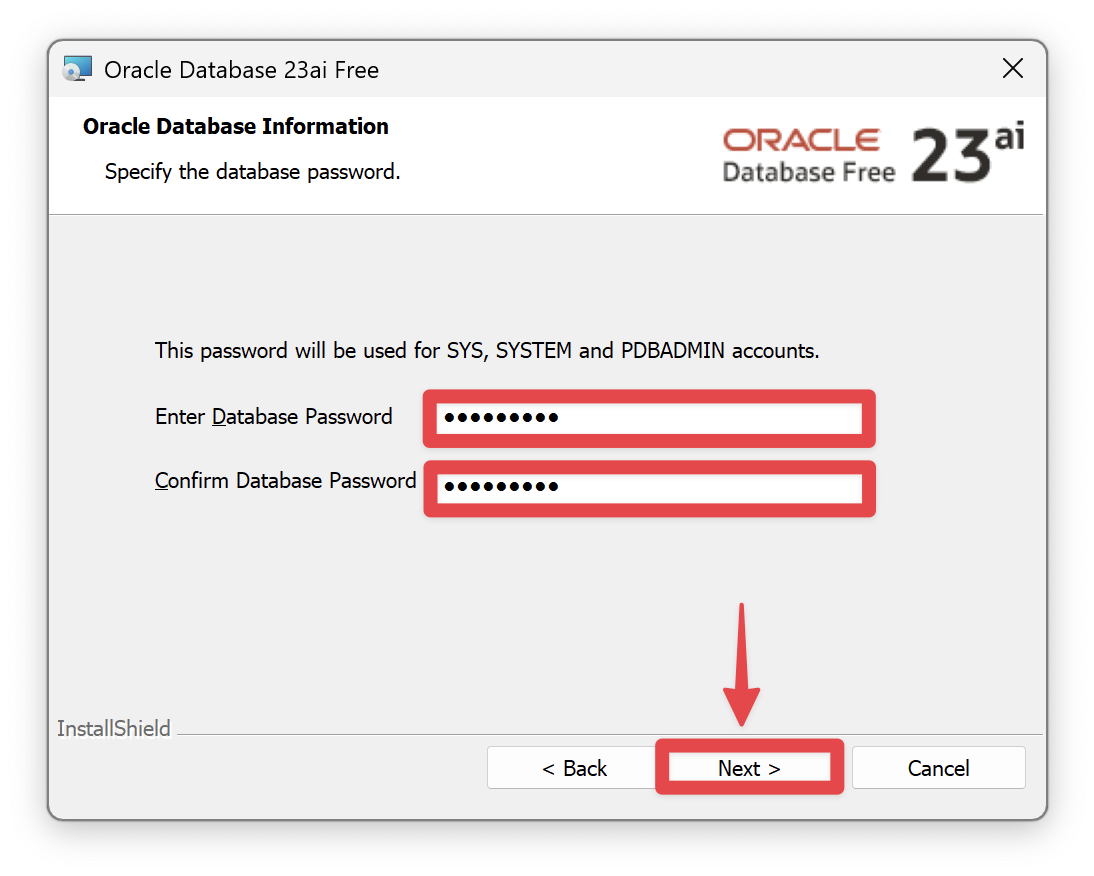 Oracle Database 23ai Free
Oracle Database Information
Specify the database password.
ORACLE
Database Free
23ai
This password will be used for SYS, SYSTEM and PDBADMIN accounts.
Enter Database Password
●●●●●●●●●
Confirm Database Password
●●●●●●●●●
InstallShield
< Back
Next >
Cancel